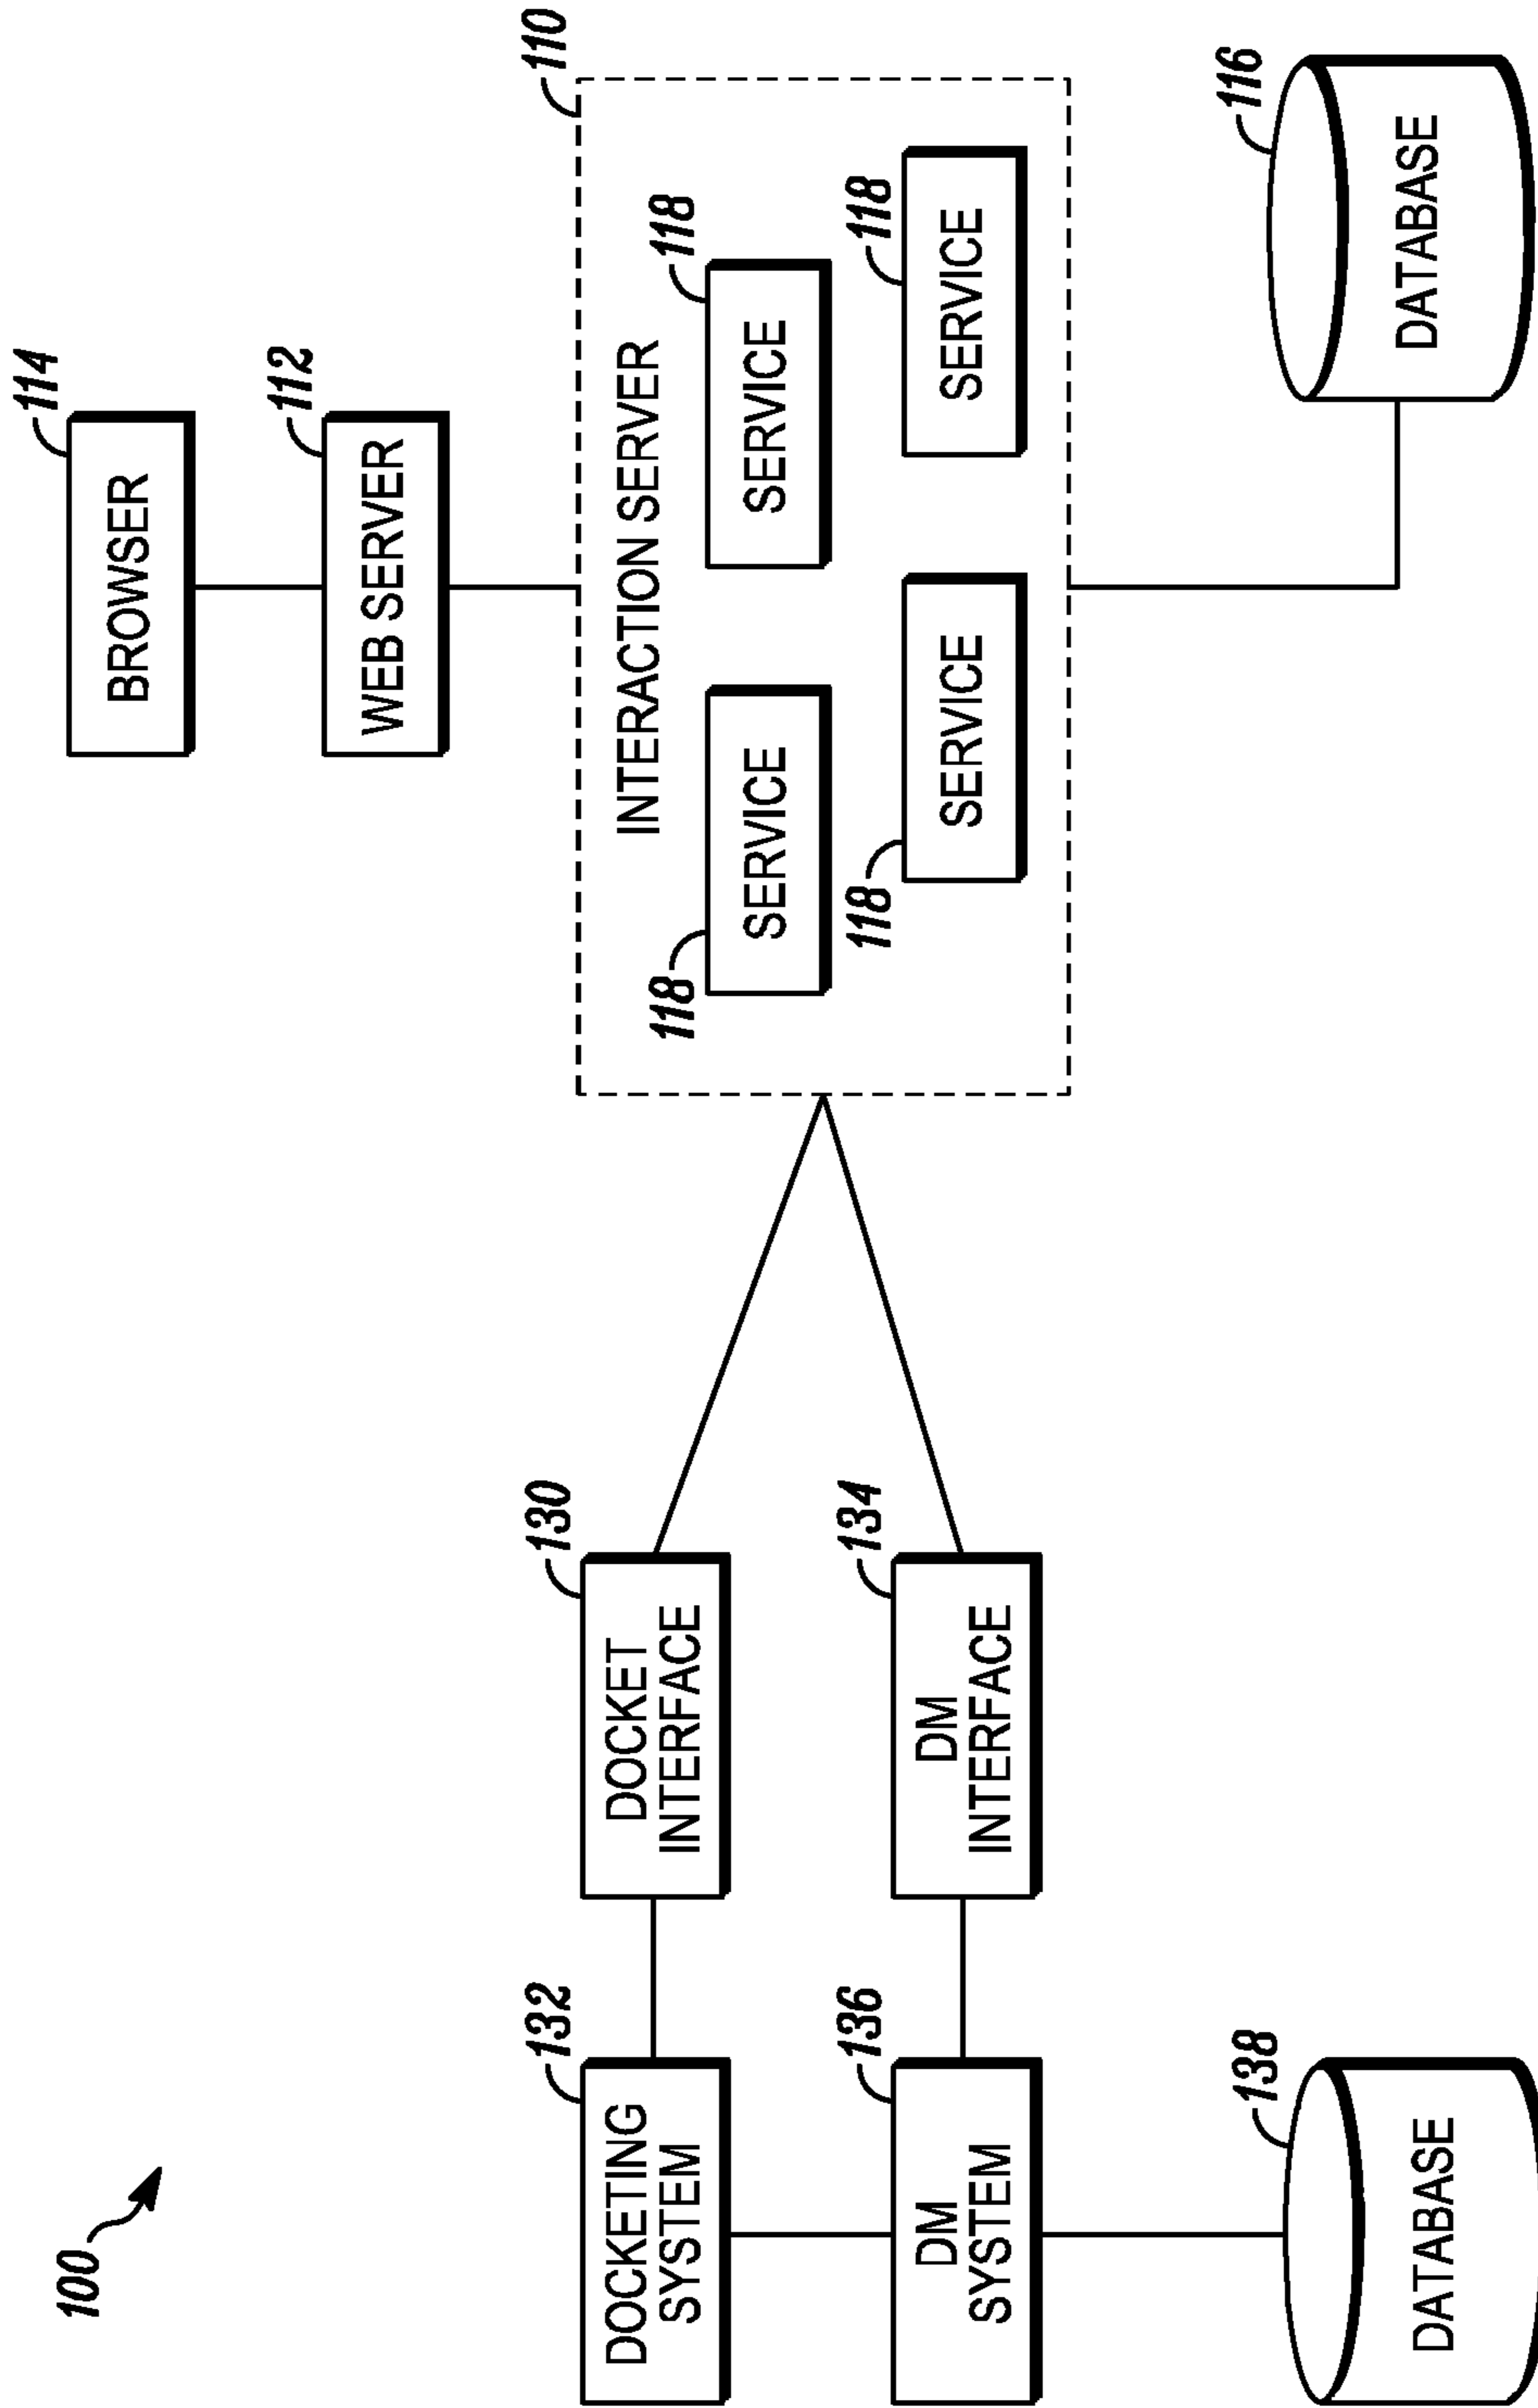 100
114
BROWSER
112
WEB SERVER
110
INTERACTION SERVER
118
SERVICE
118
SERVICE
118
SERVICE
118
SERVICE
116
DATABASE
132
DOCKETING
SYSTEM
130
DOCKET
INTERFACE
136
DM
SYSTEM
134
DM
INTERFACE
138
DATABASE